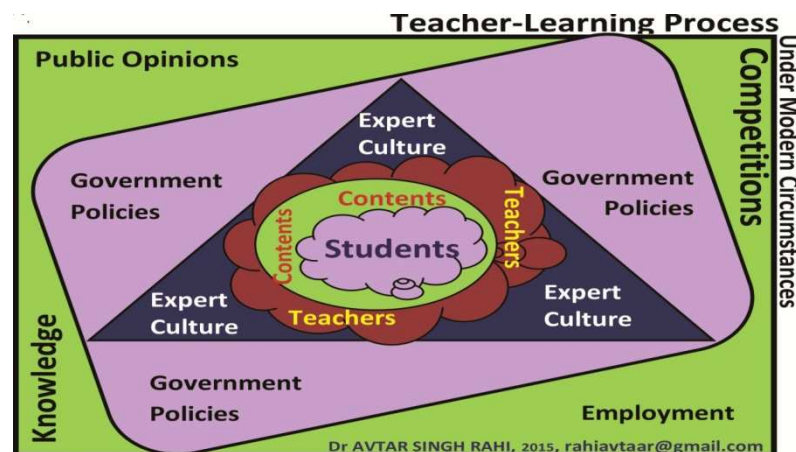 Teacher-Learning Process
Under Modern Circumstances
Public Opinions
Competitions
Expert
Culture
Government
Policies
Government
Policies
Contents
Contents
Teachers
Students
Expert
Culture
Expert
Culture
Teachers
Knowledge
Government
Policies
Employment
Dr AVTAR SINGH RAHI, 2015, rahiavtaar@gmail.com